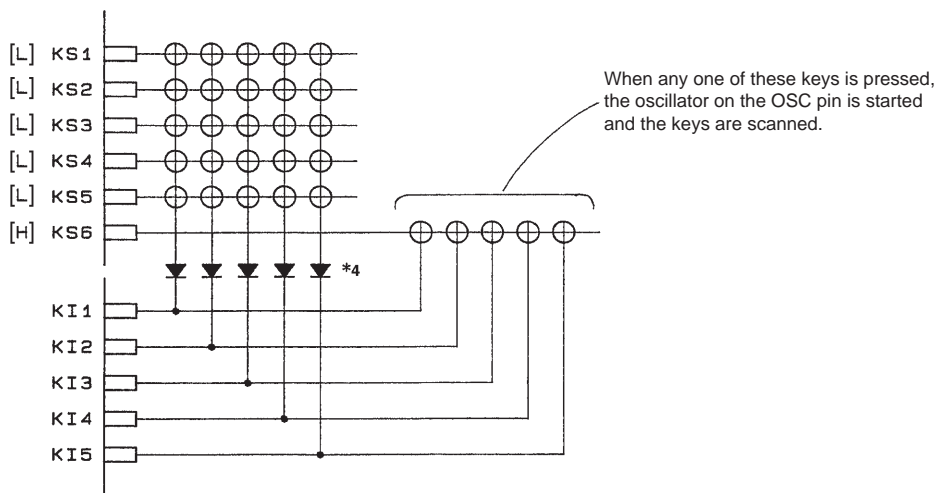 [L] KS1
[L] KS2
[L] KS3
[L] KS4
[L] KS5
[H] KS6
When any one of these keys is pressed,
the oscillator on the OSC pin is started
and the keys are scanned.
*4
KI1
KI2
KI3
KI4
KI5